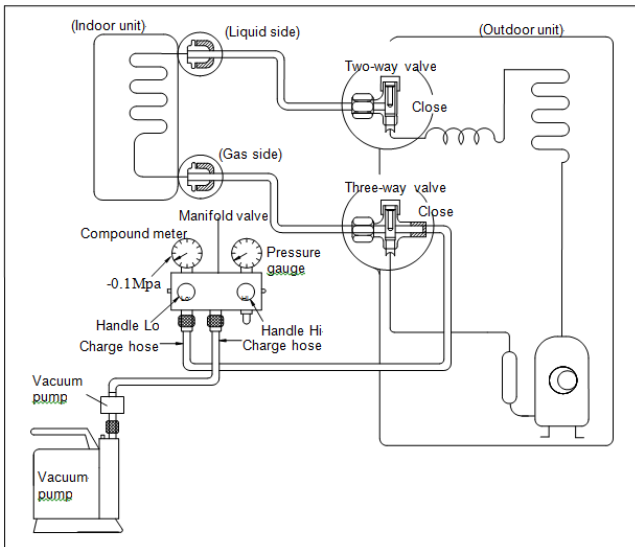 (Indoor unit)
(Liquid side)
(Outdoor unit)
Two-way valve
Close
(Gas side)
Three-way valve
Close
Manifold valve
Compound meter
Pressure
gauge
-0.1Mpa
Lo
Handle Lo
Handle Hi
Charge hose
Charge hose
Vacuum
pump
Vacuum
pump